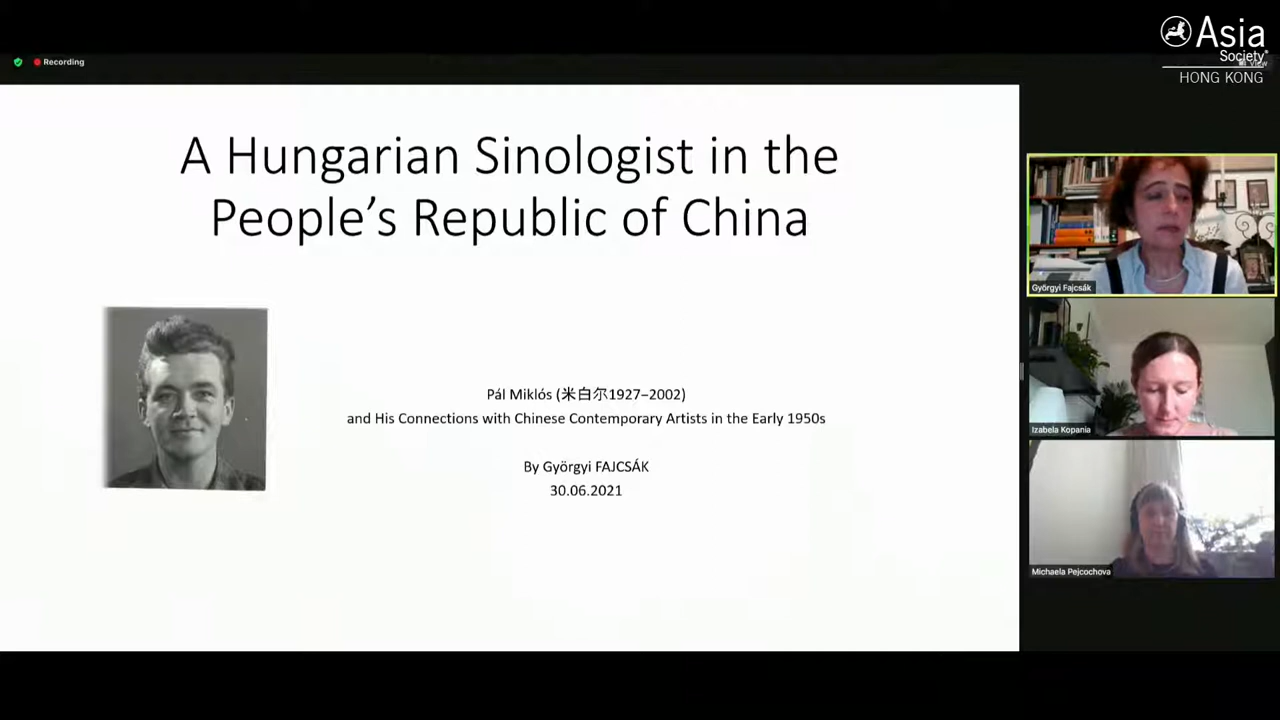 Asia
Society
View
HONG KONG
Recording
A Hungarian Sinologist in the
People’s Republic of China
Pál Miklós (米白尔1927–2002)
and His Connections with Chinese Contemporary Artists in the Early 1950s
By Györgyi FAJCSÁK
30.06.2021
Györgyi Fajcsák
Izabela Kopania
Michaela Pejcochova